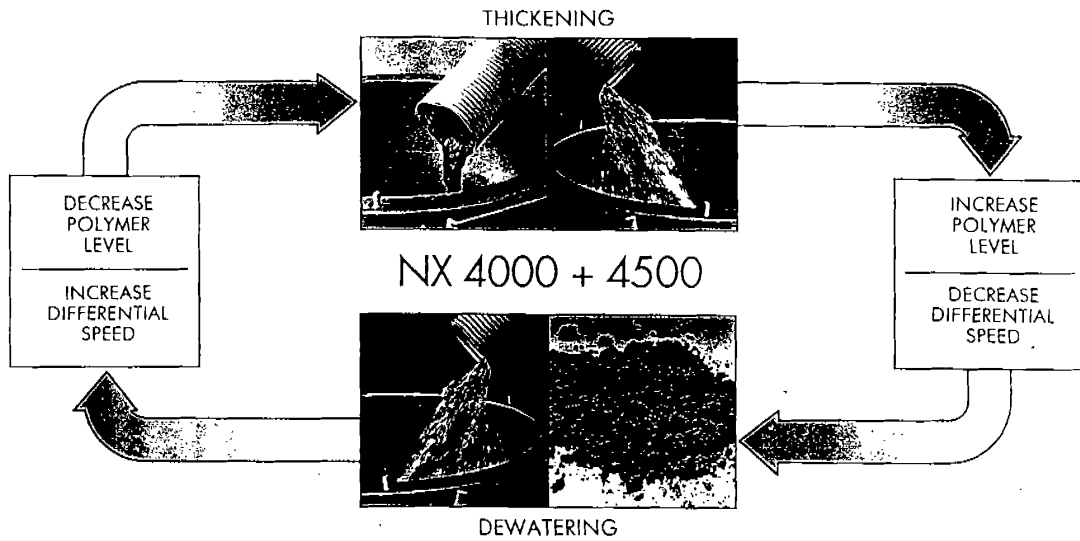 THICKENING
DECREASE
POLYMER
LEVEL
INCREASE
DIFFERENTIAL
SPEED
NX 4000 + 4500
INCREASE
POLYMER
LEVEL
DECREASE
DIFFERENTIAL
SPEED
DEWATERING